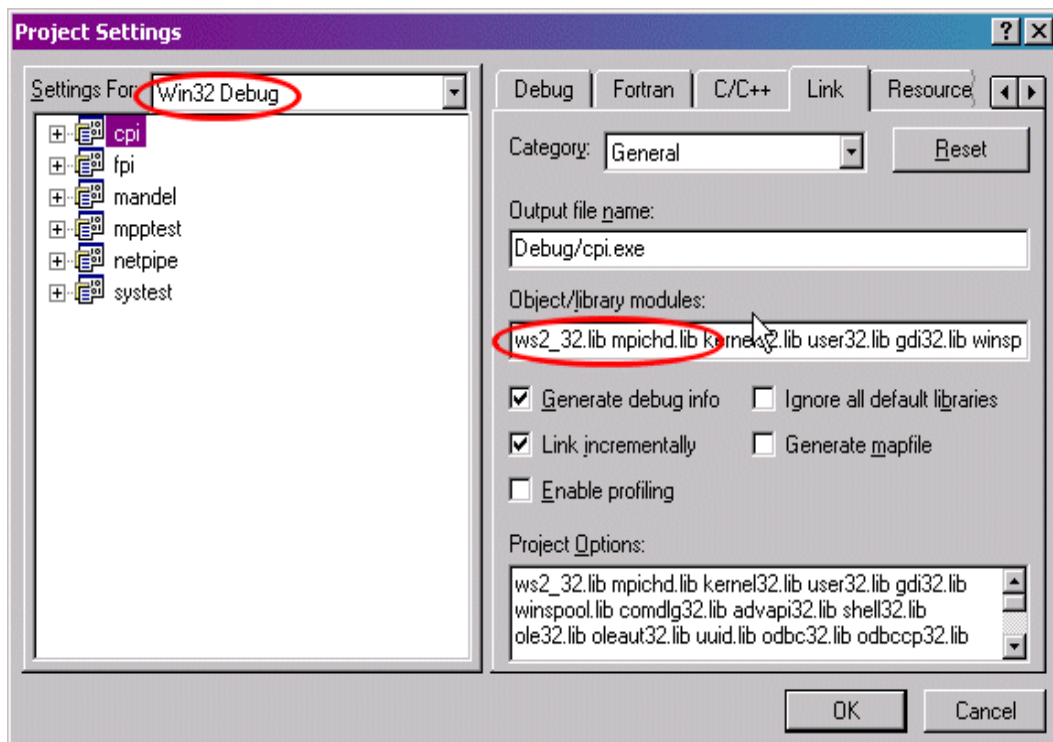 Project Settings
Settings For: Win32 Debug
cpi
fpi
mandel
mpptest
netpipe
systest
Debug Fortran C/C++ Link Resource
Category: General Reset
Output file name:
Debug/cpi.exe
Object/library modules:
ws2_32.lib mpichd.lib kernel32.lib user32.lib gdi32.lib winsp
Generate debug info Ignore all default libraries
Link incrementally Generate mapfile
Enable profiling
Project Options:
ws2_32.lib mpichd.lib kernel32.lib user32.lib gdi32.lib
winspool.lib comdlg32.lib advapi32.lib shell32.lib
ole32.lib oleaut32.lib uuid.lib odbc32.lib odbccp32.lib
OK Cancel